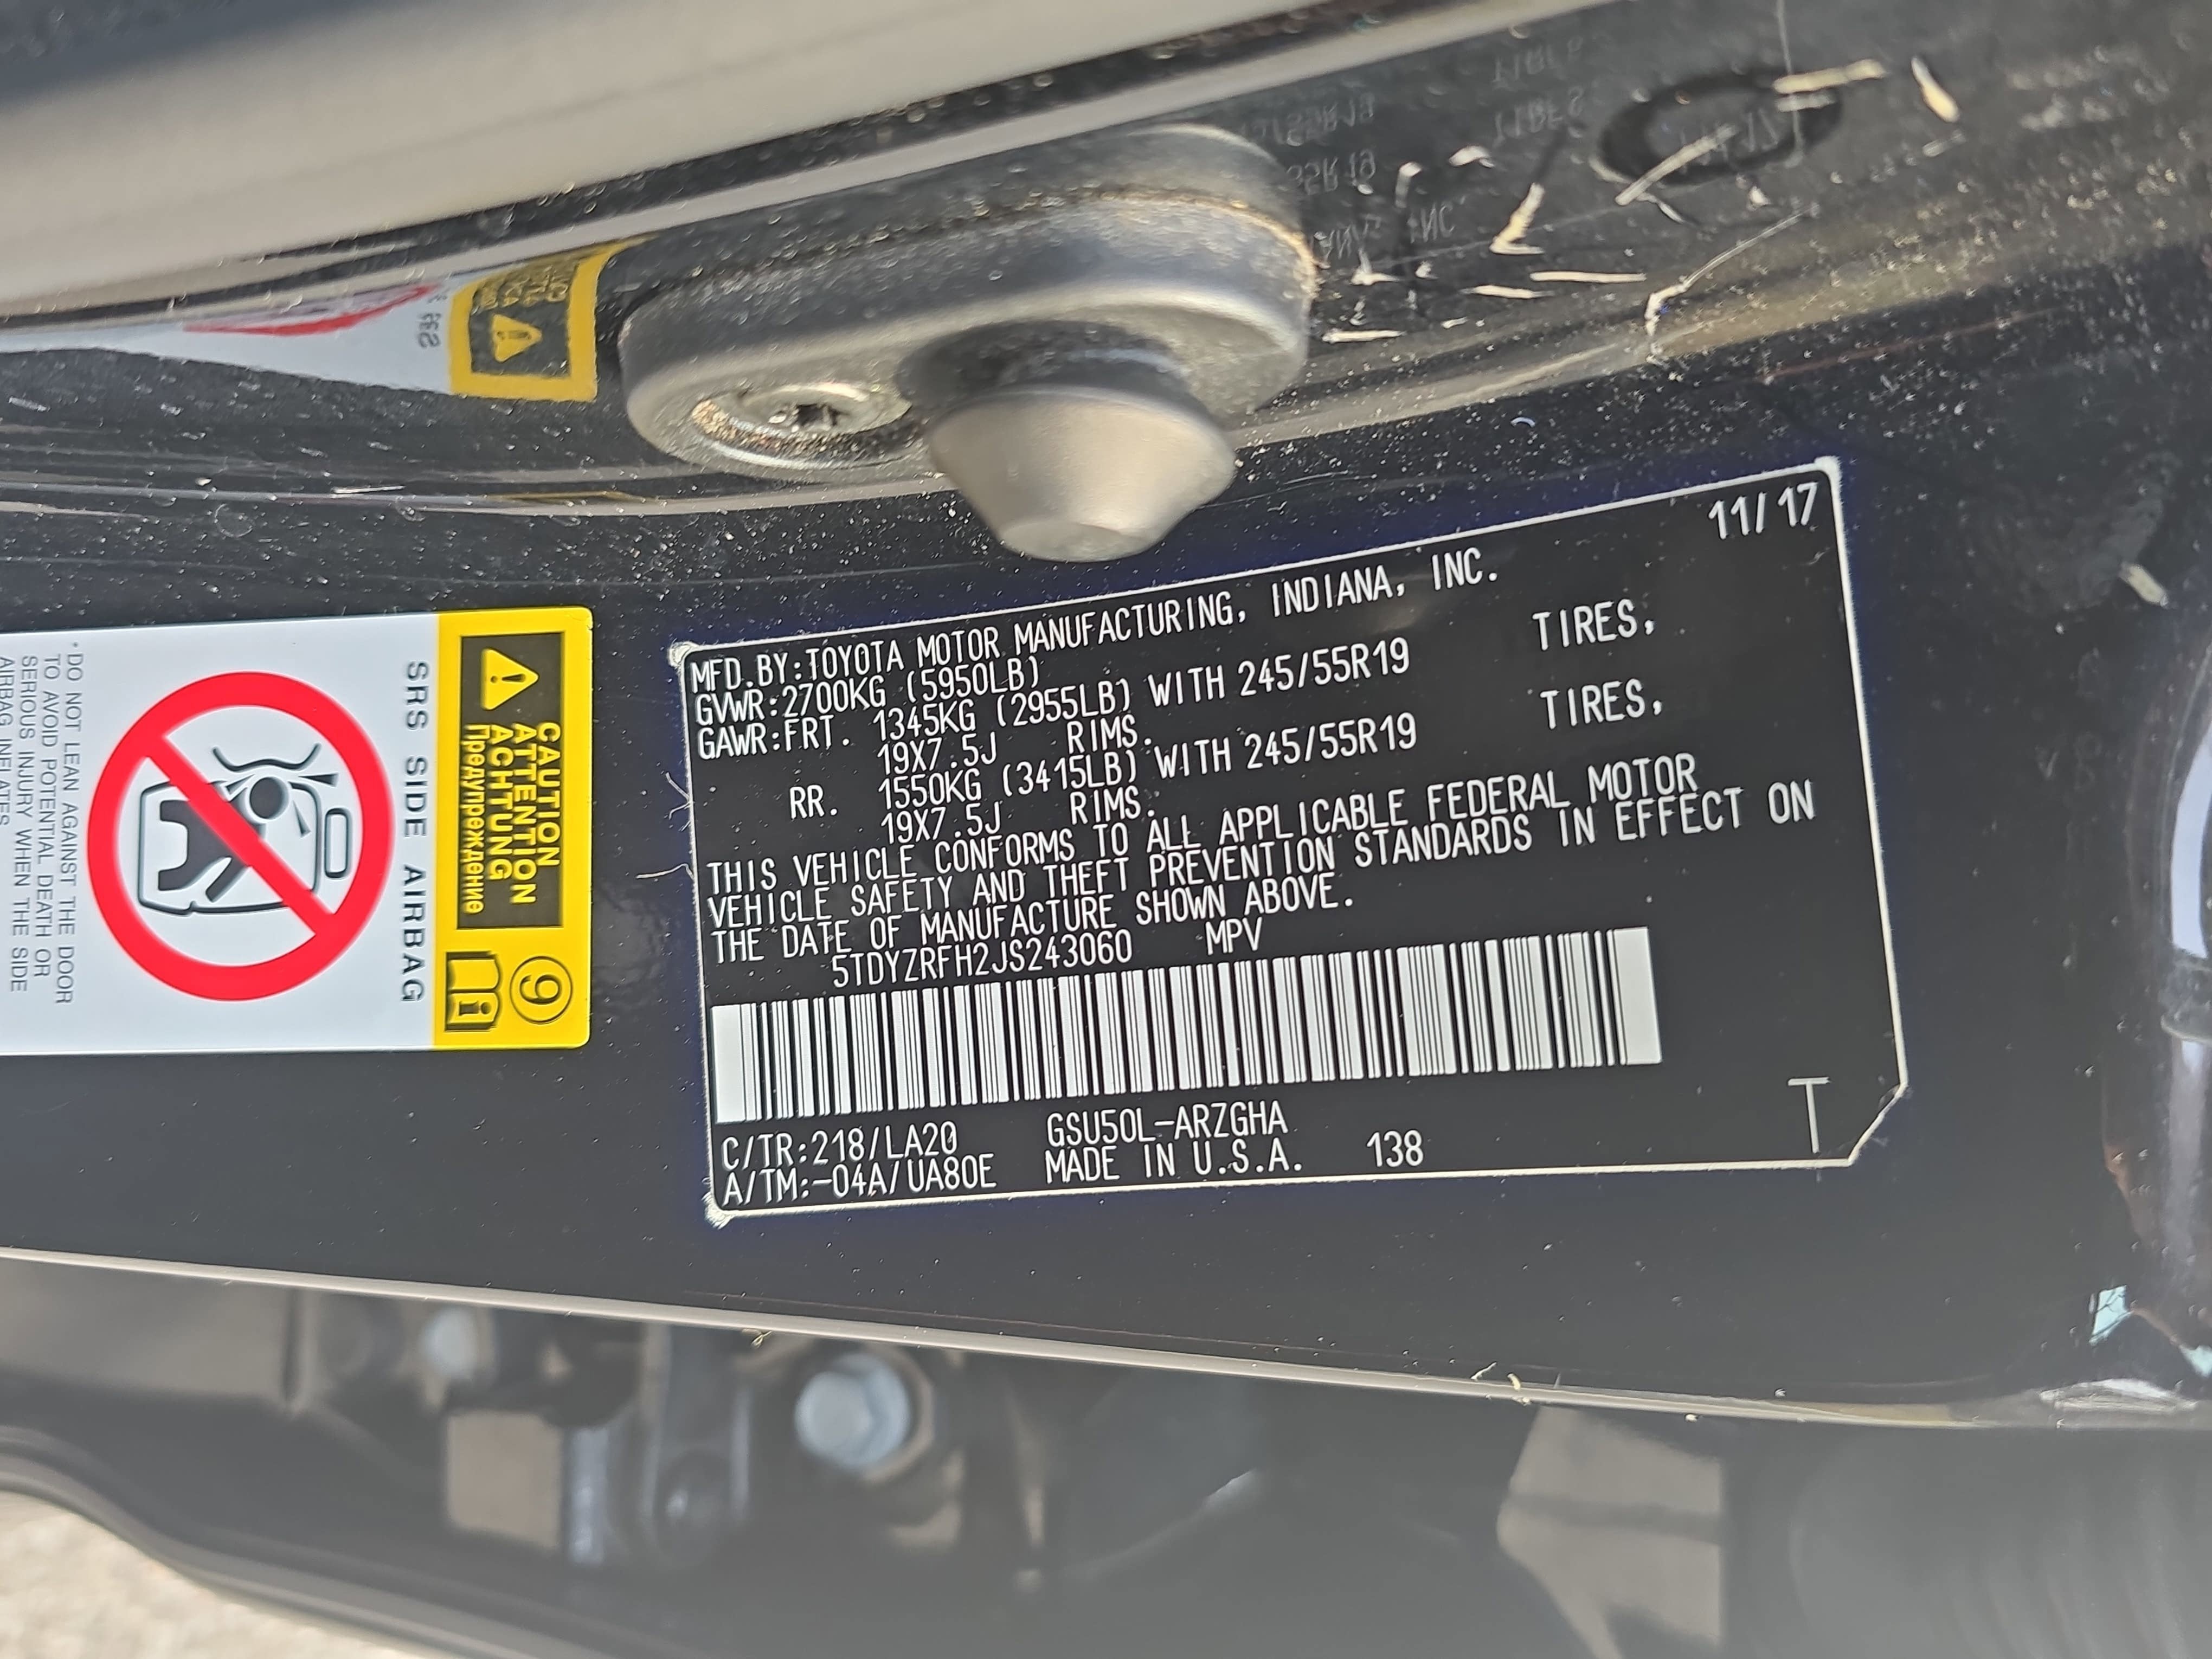 11/17
MFD.BY:TOYOTA MOTOR MANUFACTURING, INDIANA, INC.
GVWR:2700KG (5950LB)
GAWR:FRT. 1345KG (2955LB) WITH 245/55R19 TIRES,
19X7.5J RIMS.
RR. 1550KG (3415LB) WITH 245/55R19 TIRES,
19X7.5J RIMS.
THIS VEHICLE CONFORMS TO ALL APPLICABLE FEDERAL MOTOR
VEHICLE SAFETY AND THEFT PREVENTION STANDARDS IN EFFECT ON
THE DATE OF MANUFACTURE SHOWN ABOVE.
5TDYZRFH2JS243060 MPV
C/TR:218/LA20 GSU50L-ARZGHA
A/TM:-04A/UA80E MADE IN U.S.A. 138
T
CAUTION
ATTENTION
ACHTUNG
Предупреждение
9
i
SRS SIDE AIRBAG
•DO NOT LEAN AGAINST THE DOOR
TO AVOID POTENTIAL DEATH OR
SERIOUS INJURY WHEN THE SIDE
AIRBAG INFLATES